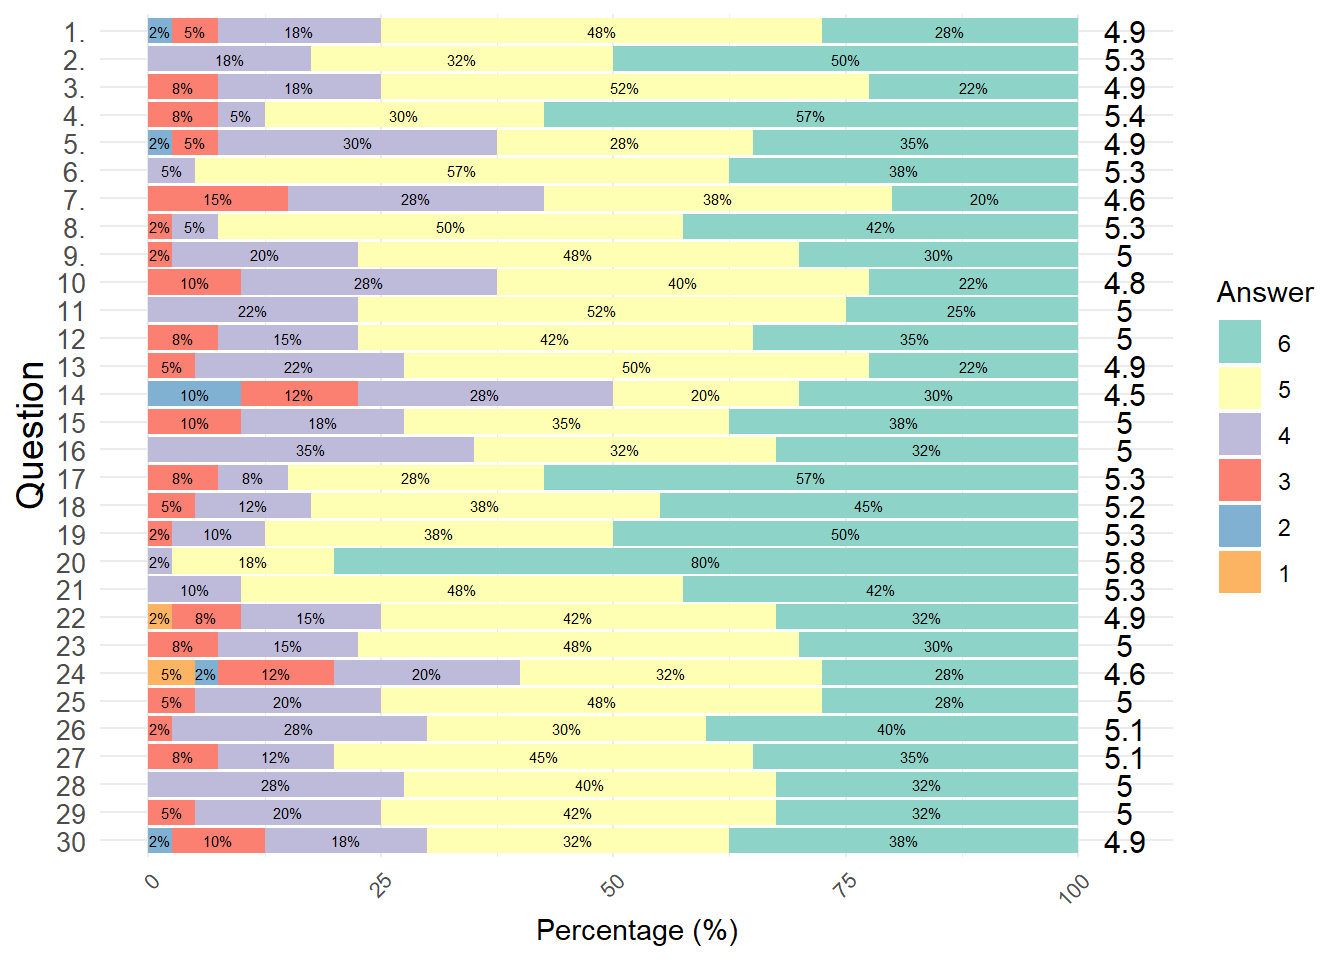 1. 2% 5% 18% 48% 28% 4.9
2. 18% 32% 50% 5.3
3. 8% 18% 52% 22% 4.9
4. 8% 5% 30% 57% 5.4
5. 2% 5% 30% 28% 35% 4.9
6. 5% 57% 38% 5.3
7. 15% 28% 38% 20% 4.6
8. 2% 5% 50% 42% 5.3
9. 2% 20% 48% 30% 5
10 10% 28% 40% 22% 4.8
11 22% 52% 25% 5
12 8% 15% 42% 35% 5
13 5% 22% 50% 22% 4.9
14 10% 12% 28% 20% 30% 4.5
15 10% 18% 35% 38% 5
16 35% 32% 32% 5
17 8% 8% 28% 57% 5.3
18 5% 12% 38% 45% 5.2
19 2% 10% 38% 50% 5.3
20 2% 18% 80% 5.8
21 10% 48% 42% 5.3
22 2% 8% 15% 42% 32% 4.9
23 8% 15% 48% 30% 5
24 5% 2% 12% 20% 32% 28% 4.6
25 5% 20% 48% 28% 5
26 2% 28% 30% 40% 5.1
27 8% 12% 45% 35% 5.1
28 28% 40% 32% 5
29 5% 20% 42% 32% 5
30 2% 10% 18% 32% 38% 4.9
0 25 50 75 100
Percentage (%)
Question
Answer
6
5
4
3
2
1